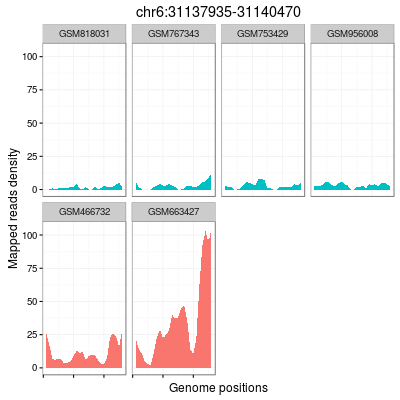 chr6:31137935-31140470
GSM818031 GSM767343 GSM753429 GSM956008
100
75
50
25
0
GSM466732 GSM663427
100
75
50
25
0
Mapped reads density
Genome positions